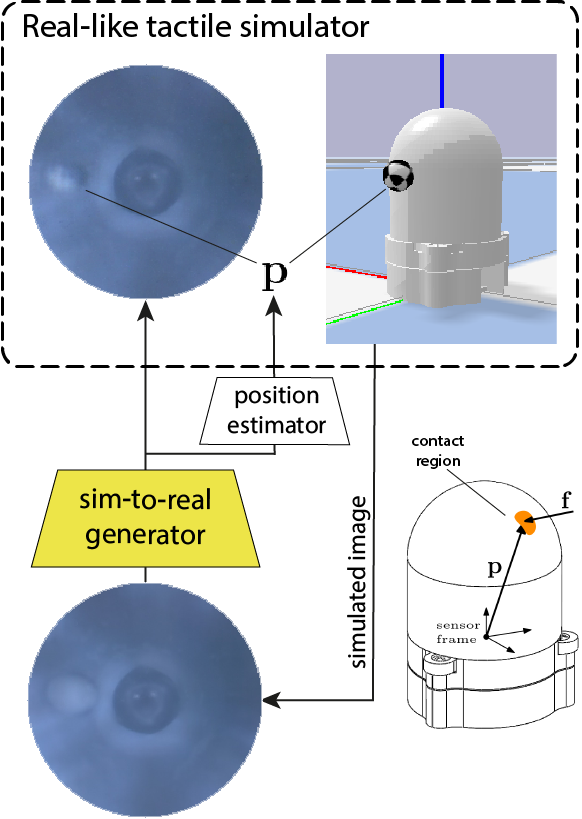 Real-like tactile simulator
p
position
estimator
sim-to-real
generator
simulated image
contact
region
f
p
sensor
frame